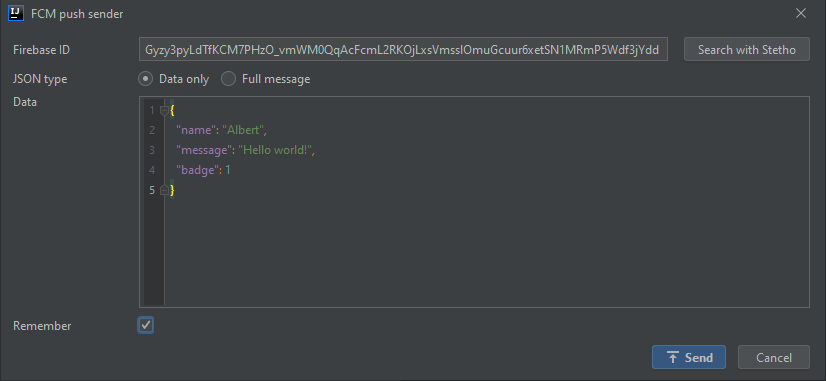 IJ FCM push sender
Firebase ID Gyzy3pyLdTfKCM7PHzO_vmWM0QqAcFcmL2RKOjLxsVmsslOmuGcuur6xetSN1MRmP5Wdf3jYdd Search with Stetho
JSON type Data only Full message
Data
1 {
2 "name": "Albert",
3 "message": "Hello world!",
4 "badge": 1
5 }
Remember
Send Cancel